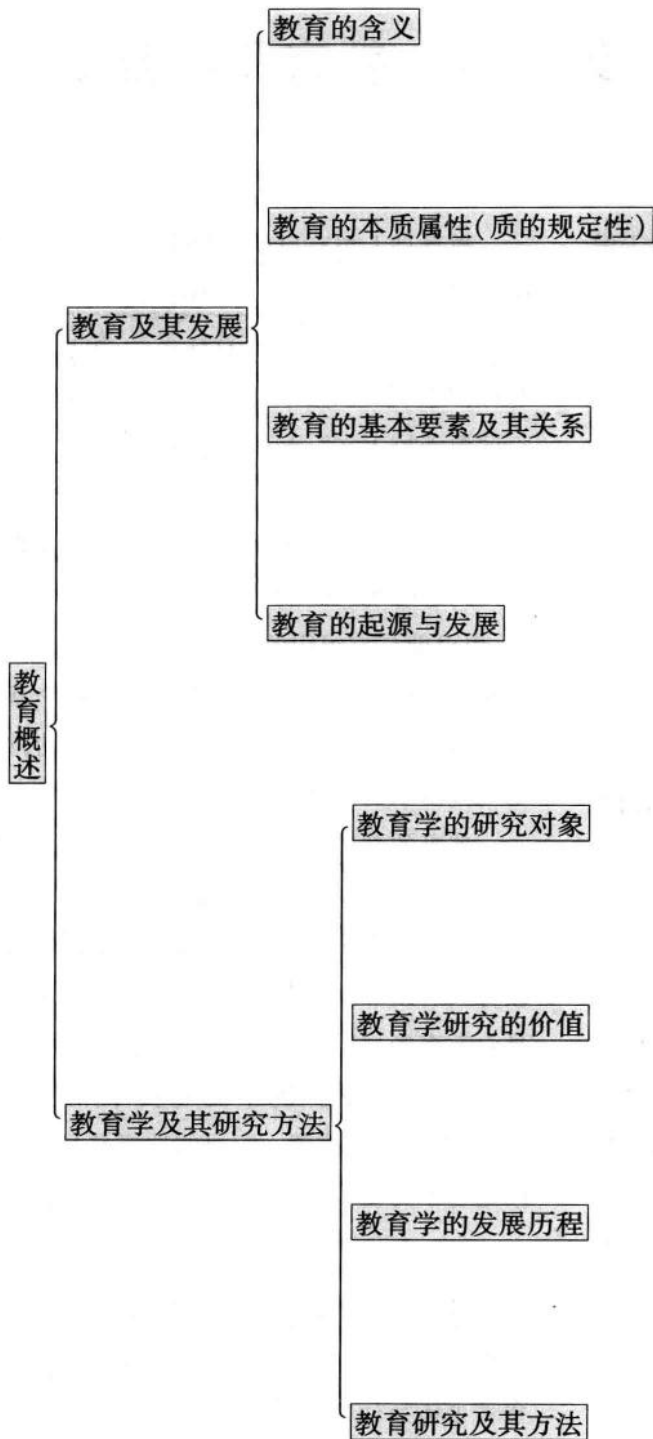 教育的含义
教育的本质属性(质的规定性)
教育及其发展
教育的基本要素及其关系
教育的起源与发展
教育概述
教育学的研究对象
教育学研究的价值
教育学及其研究方法
教育学的发展历程
教育研究及其方法